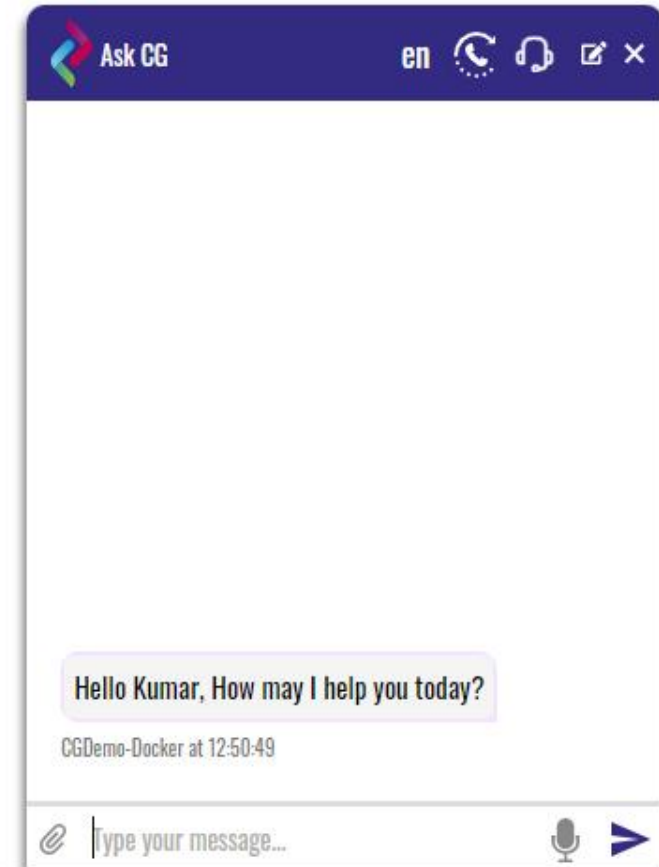 Ask CG en
Hello Kumar, How may I help you today?
CGDemo-Docker at 12:50:49
Type your message...